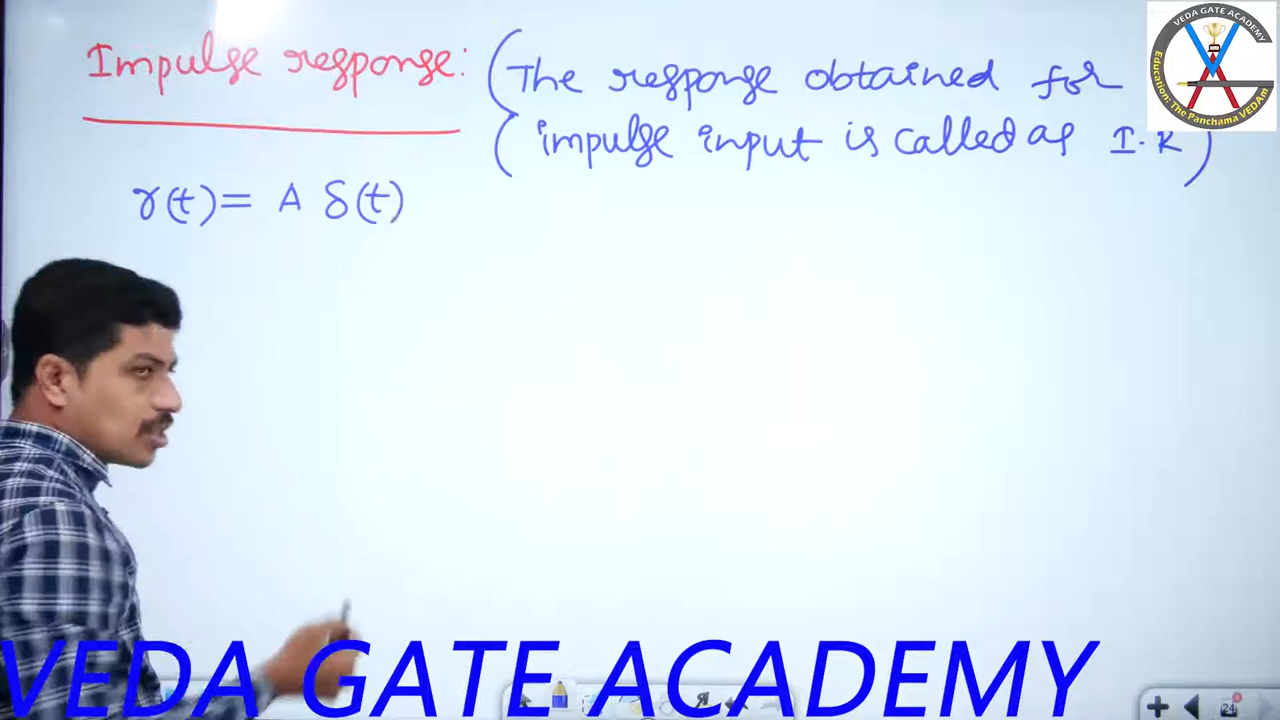 Impulse response: (The response obtained for
impulse input is called as I.R)
r(t)= A δ(t)
VEDA GATE ACADEMY
Education: The Panchama VEDAm
VEDA GATE ACADEMY
24